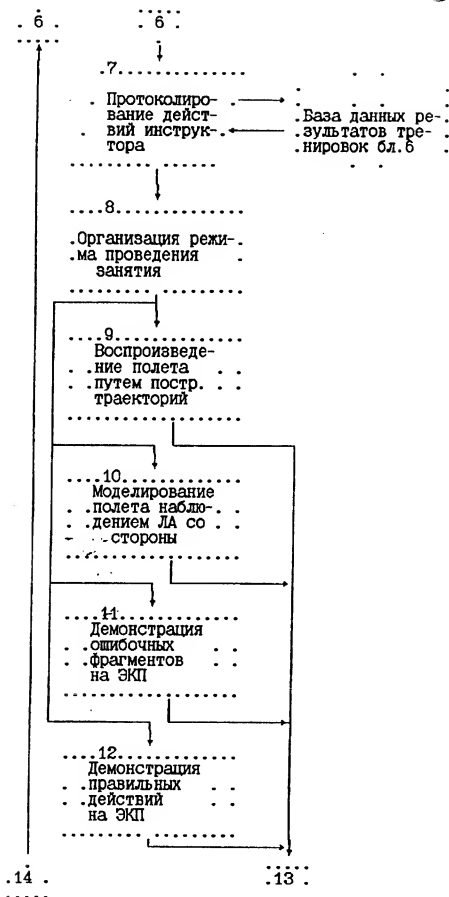 6 6
7
Протоколиро-
вание дейст-
вий инструк-
тора
База данных ре-
зультатов тре-
нировок бл.6
8
Организация режи-
ма проведения
занятия
9
Воспроизведе-
ние полета
путем постр.
траекторий
10
Моделирование
полета наблю-
дением ЛА со
стороны
11
Демонстрация
ошибочных
фрагментов
на ЭКП
12
Демонстрация
правильных
действий
на ЭКП
14 13